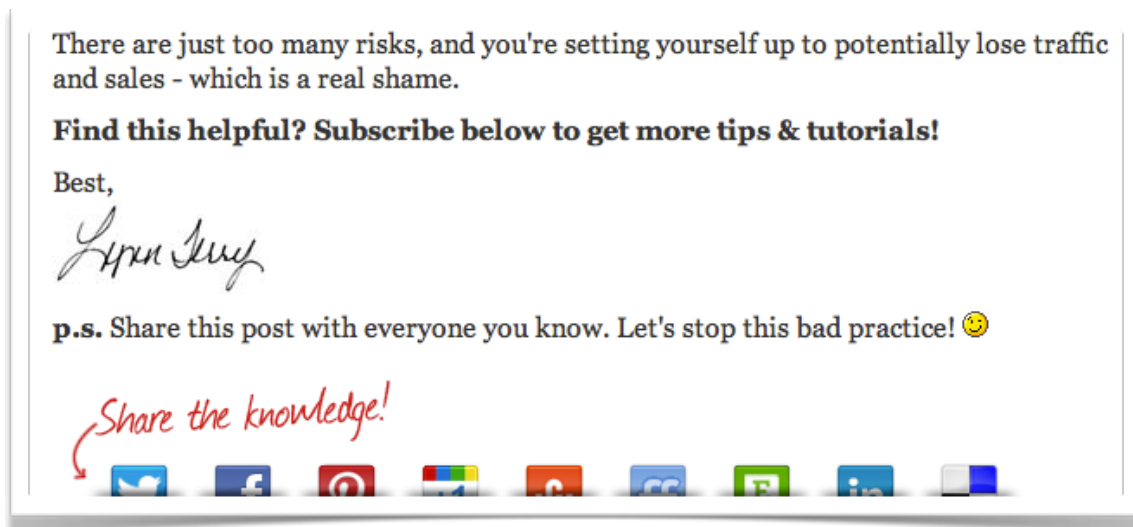 There are just too many risks, and you're setting yourself up to potentially lose traffic
and sales - which is a real shame.
Find this helpful? Subscribe below to get more tips & tutorials!
Best,
Lynn Terry
p.s. Share this post with everyone you know. Let's stop this bad practice!
Share the knowledge!